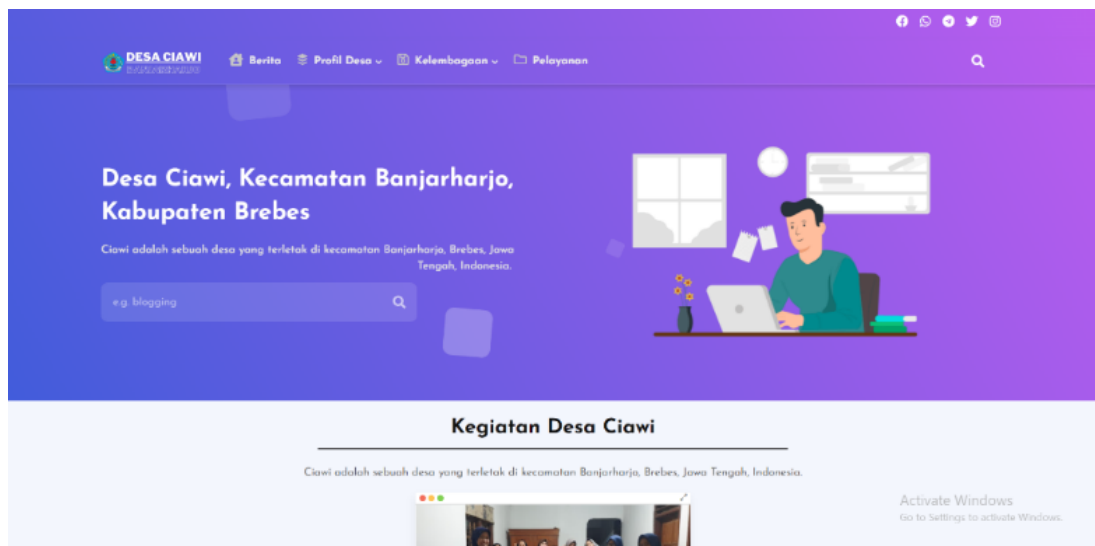 DESA CIAWI
BANJARHARJO
Berita Profil Desa Kelembagaan Pelayanan
Desa Ciawi, Kecamatan Banjarharjo,
Kabupaten Brebes
Ciawi adalah sebuah desa yang terletak di kecamatan Banjarharjo, Brebes, Jawa
Tengah, Indonesia.
e.g. blogging
Kegiatan Desa Ciawi
Ciawi adalah sebuah desa yang terletak di kecamatan Banjarharjo, Brebes, Jawa Tengah, Indonesia.
Activate Windows
Go to Settings to activate Windows.